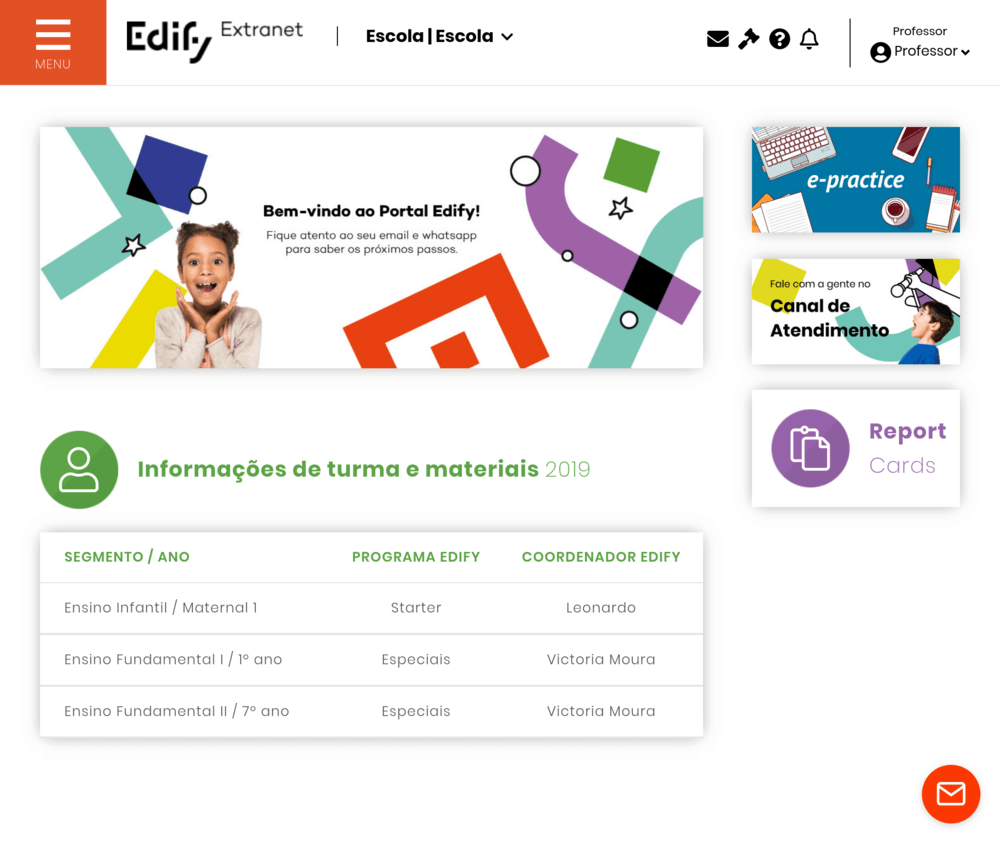 MENU
Edify Extranet
Escola | Escola
Professor
Professor
Bem-vindo ao Portal Edify!
Fique atento ao seu email e whatsapp
para saber os próximos passos.
e-practice
Fale com a gente no
Canal de
Atendimento
Report
Cards
Informações de turma e materiais 2019
SEGMENTO / ANO PROGRAMA EDIFY COORDENADOR EDIFY
Ensino Infantil / Maternal 1 Starter Leonardo
Ensino Fundamental I / 1º ano Especiais Victoria Moura
Ensino Fundamental II / 7º ano Especiais Victoria Moura